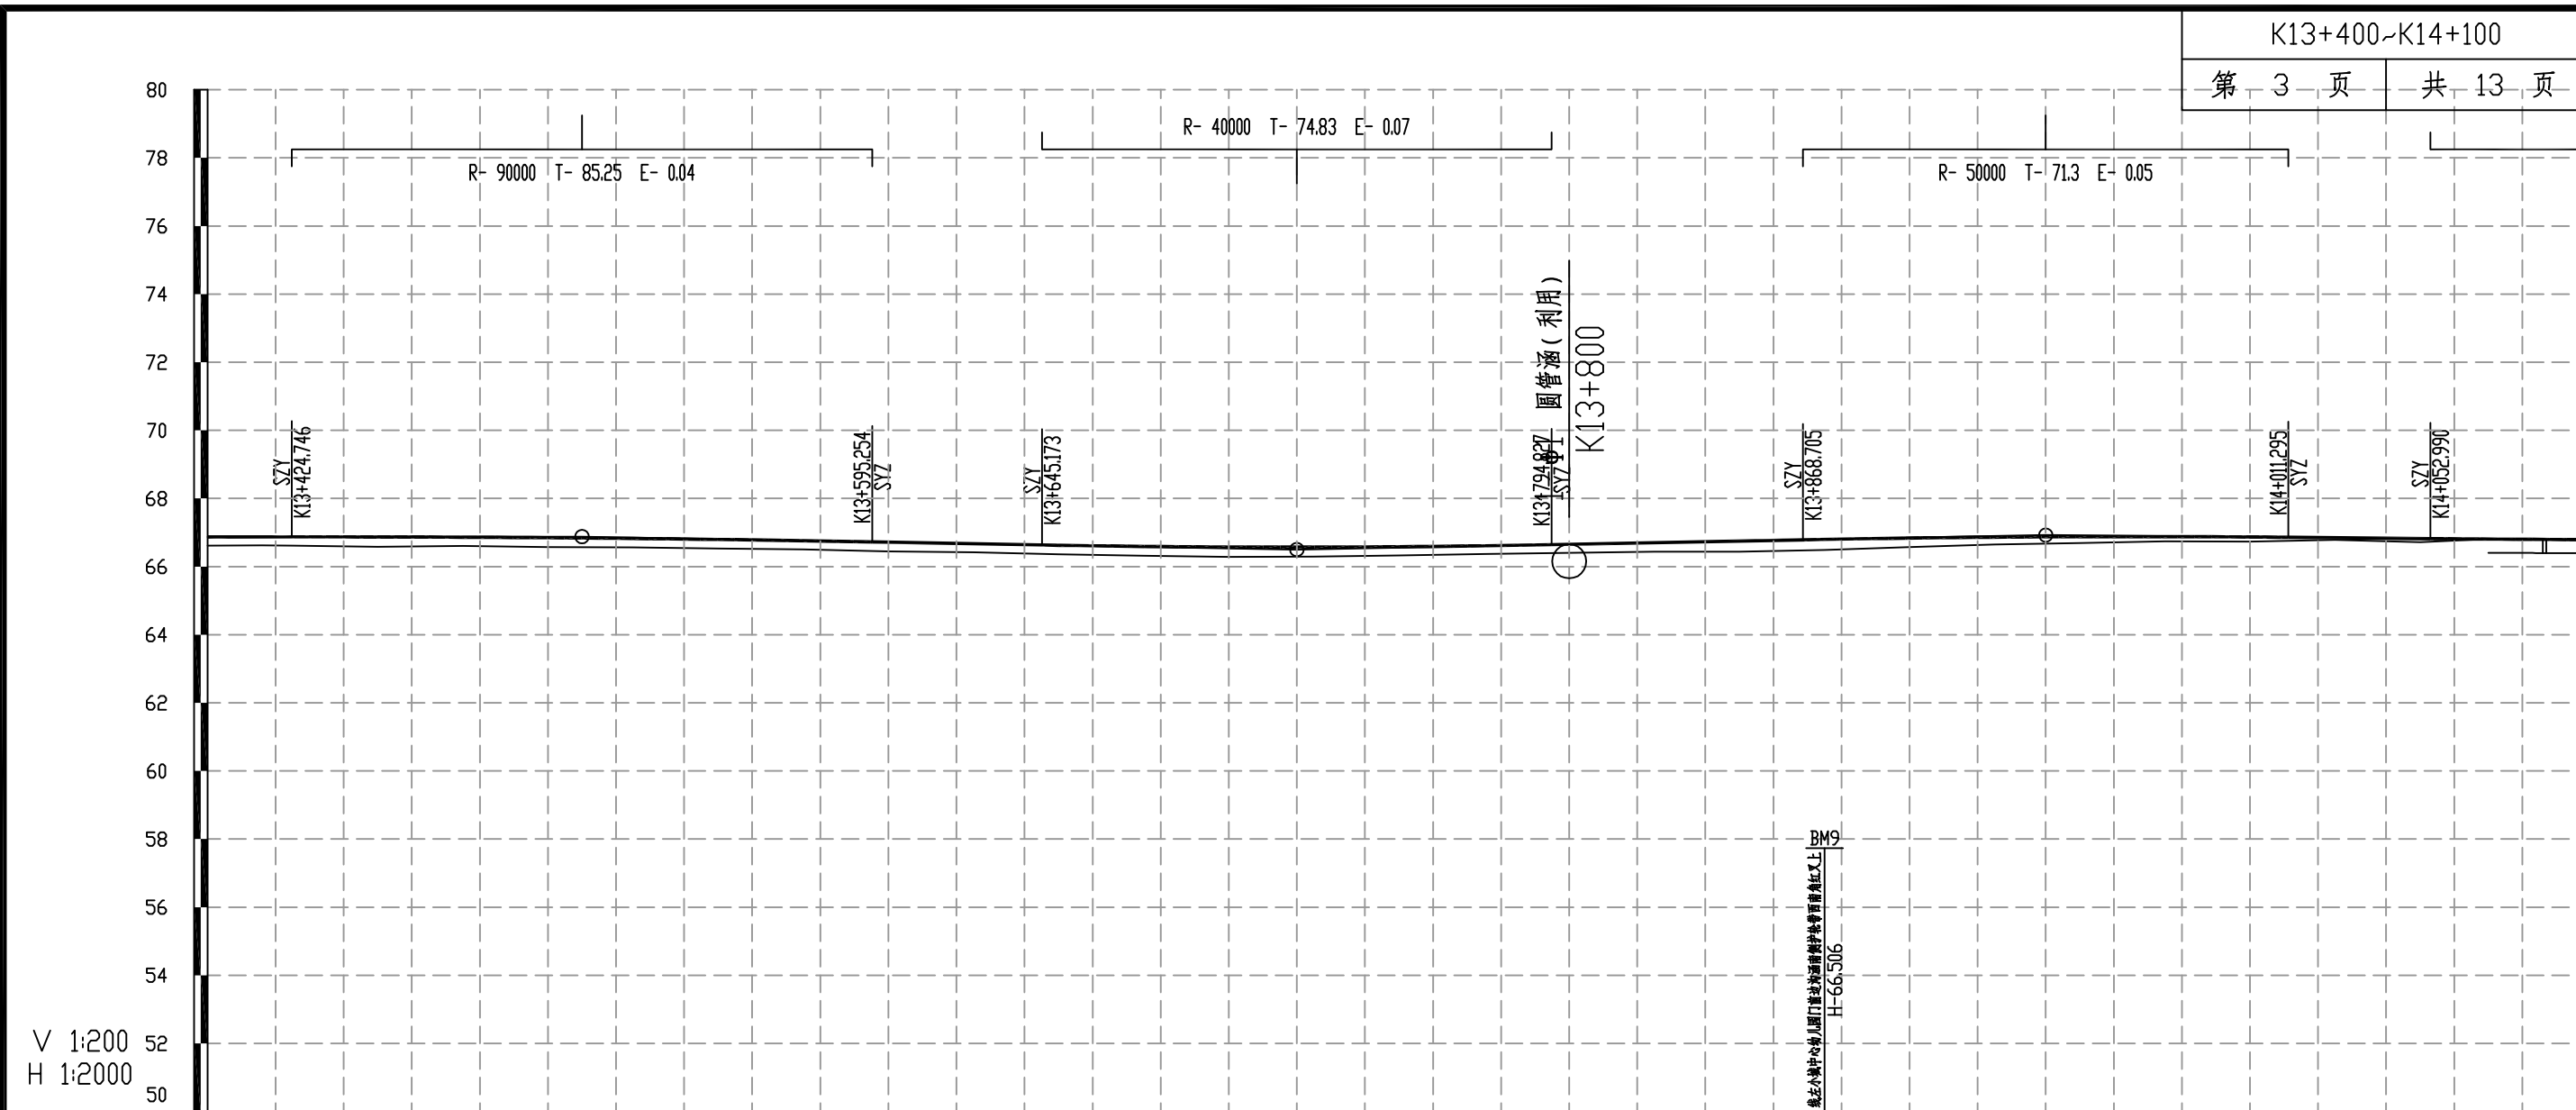 K13+400~K14+100
第 3 页 共 13 页
80
78
76
74
72
70
68
66
64
62
60
58
56
54
52
50
V 1:200
H 1:2000
R- 90000 T- 85.25 E- 0.04
R- 40000 T- 74.83 E- 0.07
R- 50000 T- 71.3 E- 0.05
SZY
K13+424.746
K13+595.254
SYZ
SZY
K13+645.173
K13+794.827
SYZ
圆管涵(利用)
K13+800
SZY
K13+868.705
K14+011.295
SYZ
SZY
K14+052.990
BM9
H-66.506